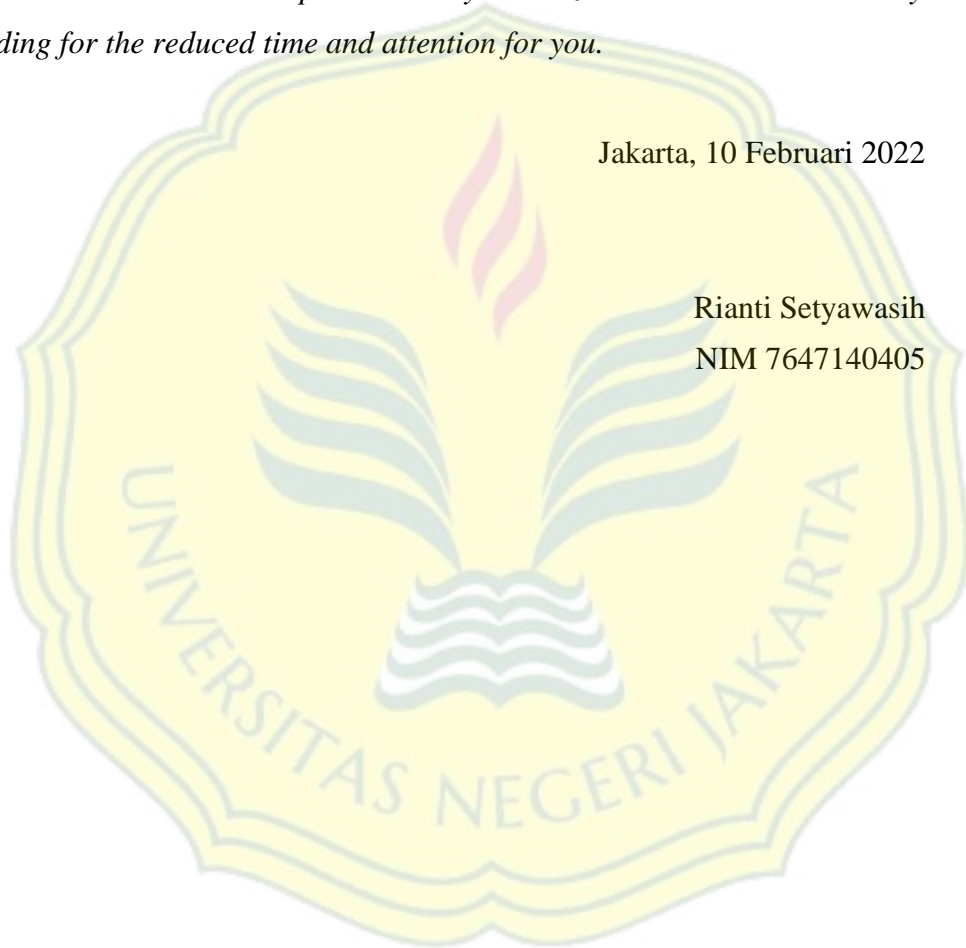 ding for the reduced time and attention for you.
Jakarta, 10 Februari 2022
Rianti Setyawasih
NIM 7647140405
UNIVERSITAS NEGERI JAKARTA